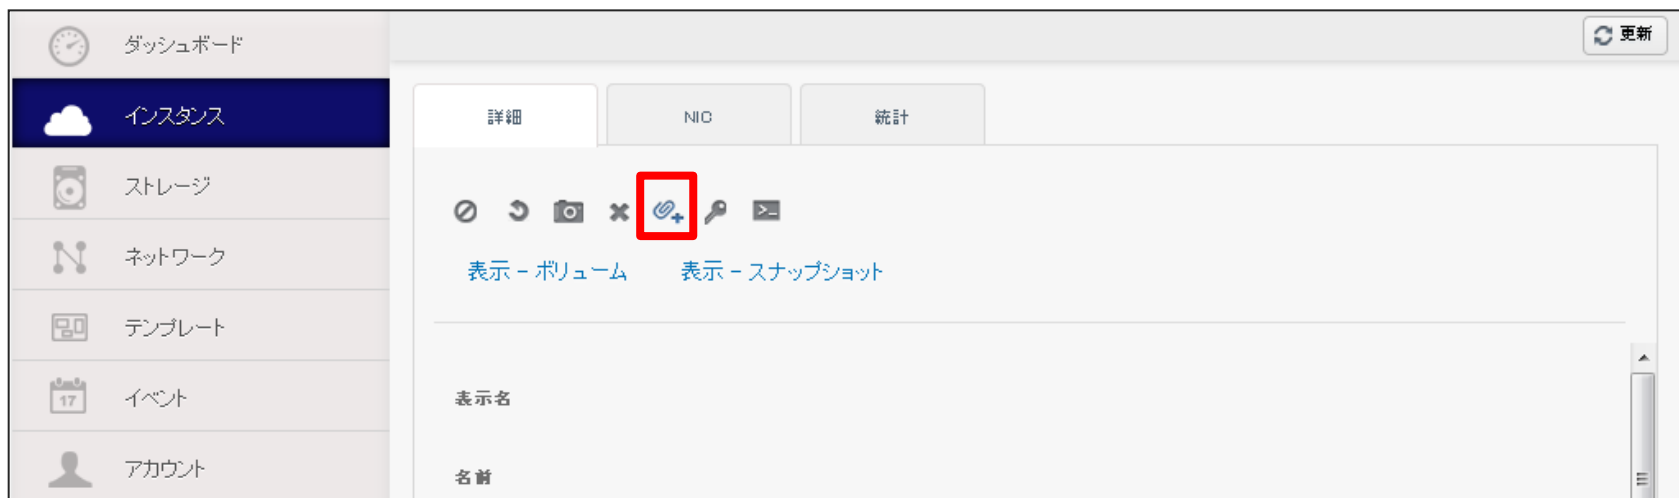 ダッシュボード
更新
インスタンス
詳細
NIC
統計
ストレージ
ネットワーク
表示 – ボリューム
表示 – スナップショット
テンプレート
17
イベント
表示名
アカウント
名前